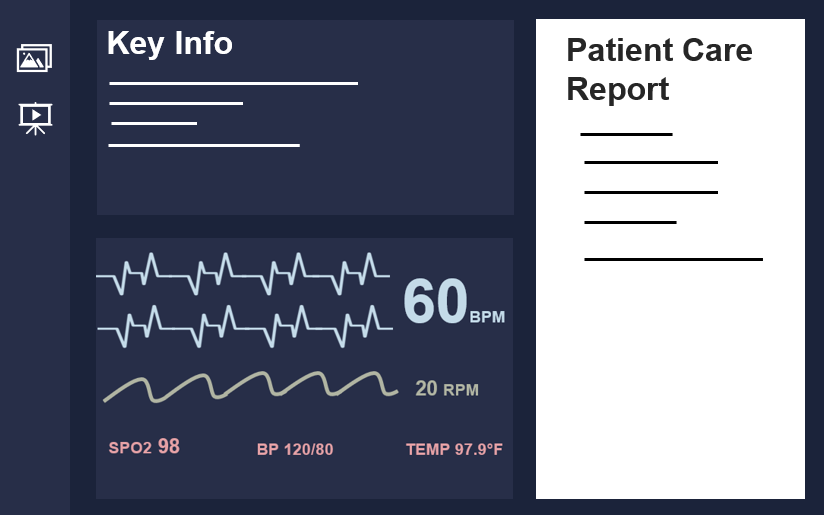 Key Info
Patient Care
Report
60 BPM
20 RPM
SPO2 98
BP 120/80
TEMP 97.9°F